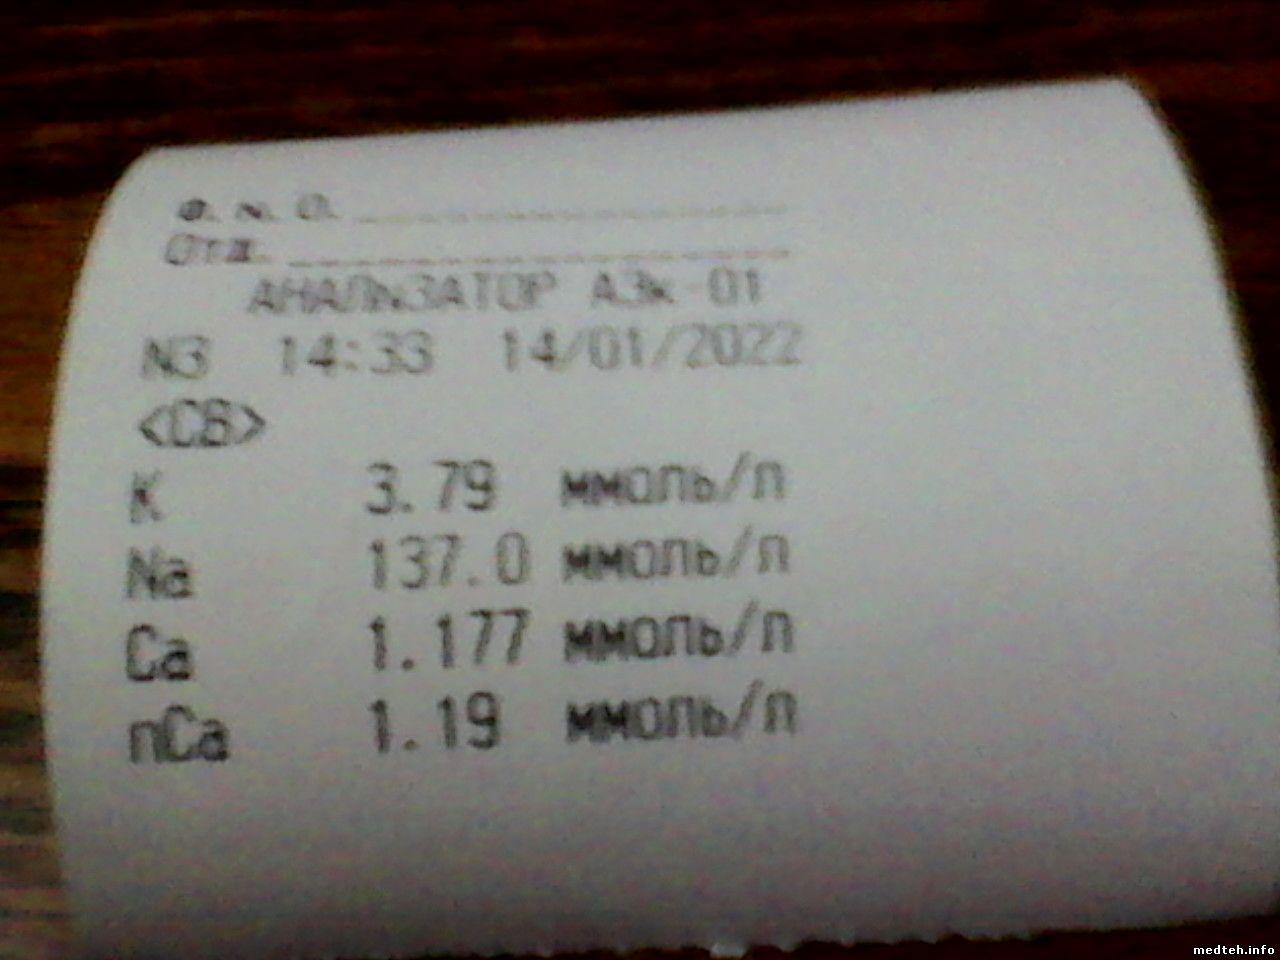 Ф. И. О.
Отд.
АНАЛИЗАТОР АЭк-01
N3 14:33 14/01/2022
<СВ>
K 3.79 ммоль/л
Na 137.0 ммоль/л
Ca 1.177 ммоль/л
nCa 1.19 ммоль/л
medteh.info